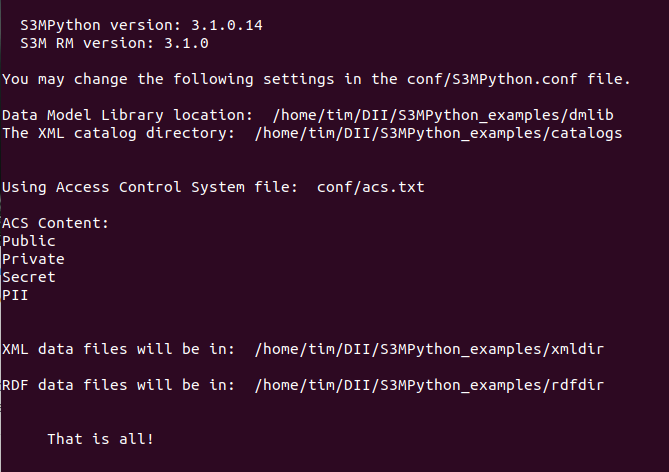 S3MPython version: 3.1.0.14
S3M RM version: 3.1.0
You may change the following settings in the conf/S3MPython.conf file.
Data Model Library location:  /home/tim/DII/S3MPython_examples/dmlib
The XML catalog directory:  /home/tim/DII/S3MPython_examples/catalogs
Using Access Control System file:  conf/acs.txt
ACS Content:
Public
Private
Secret
PII
XML data files will be in:  /home/tim/DII/S3MPython_examples/xmldir
RDF data files will be in:  /home/tim/DII/S3MPython_examples/rdfdir
That is all!